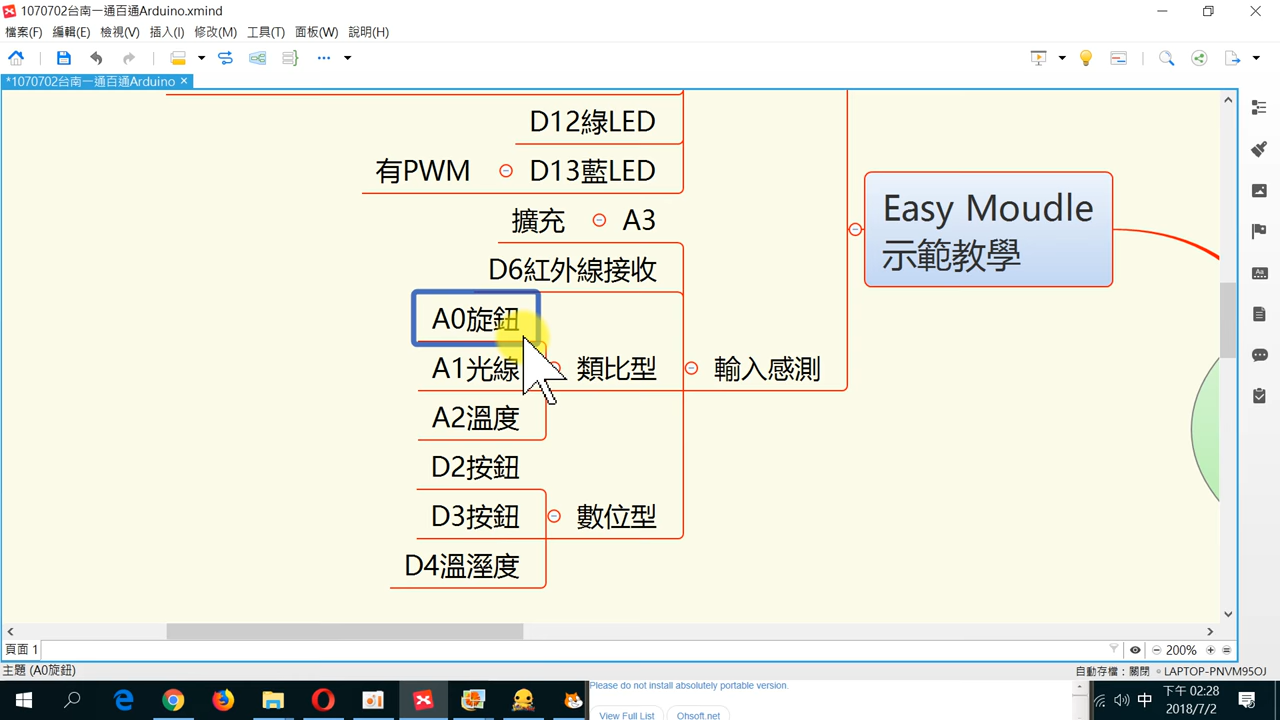 1070702台南一通百通Arduino.xmind
檔案(F) 編輯(E) 檢視(V) 插入(I) 修改(M) 工具(T) 面板(W) 說明(H)
*1070702台南一通百通Arduino
D12綠LED
有PWM D13藍LED
擴充 A3
D6紅外線接收
A0旋鈕
A1光線 類比型 輸入感測
A2溫度
D2按鈕
D3按鈕 數位型
D4溫溼度
Easy Moudle
示範教學
頁面 1
200%
主題 (A0旋鈕)
自動存檔：關閉 LAPTOP-PNVM95OJ
Please do not install absolutely portable version.
View Full List Ohsoft.net
中
下午 02:28
2018/7/2